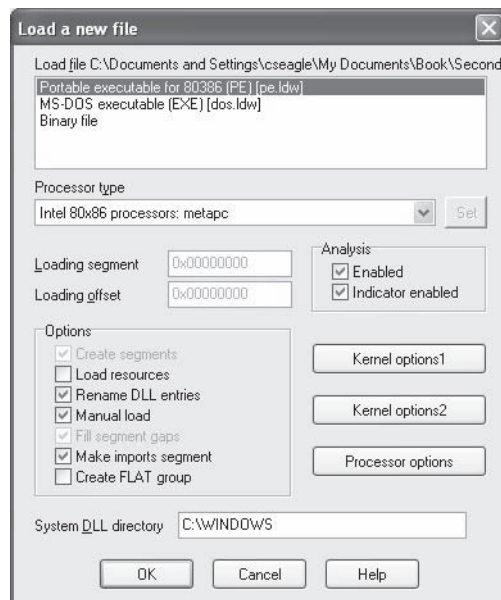 Load a new file
Load file C:\Documents and Settings\cseagle\My Documents\Book\Second
Portable executable for 80386 (PE) [pe.ldw]
MS-DOS executable (EXE) [dos.ldw]
Binary file
Processor type
Intel 80x86 processors: metapc
Set
Loading segment
0x00000000
Loading offset
0x00000000
Analysis
Enabled
Indicator enabled
Options
Create segments
Load resources
Rename DLL entries
Manual load
Fill segment gaps
Make imports segment
Create FLAT group
Kernel options1
Kernel options2
Processor options
System DLL directory
C:\WINDOWS
OK
Cancel
Help